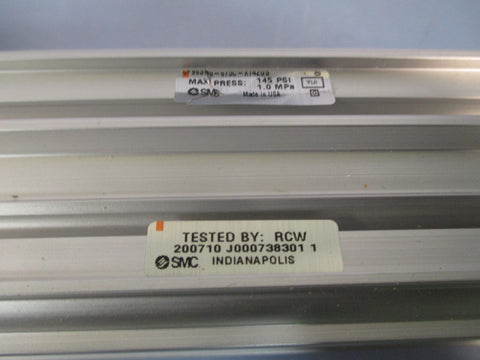 MAX PRESS: 145 PSI
1.0 MPa
SMC Made in USA
TESTED BY: RCW
200710 J000738301 1
SMC INDIANAPOLIS